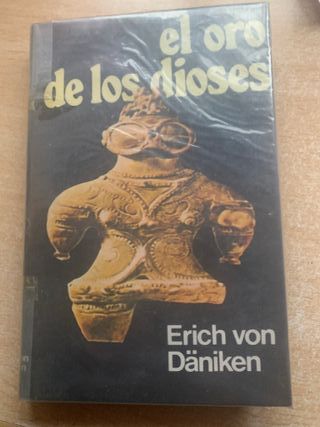 el oro
de los dioses
Erich von
Däniken